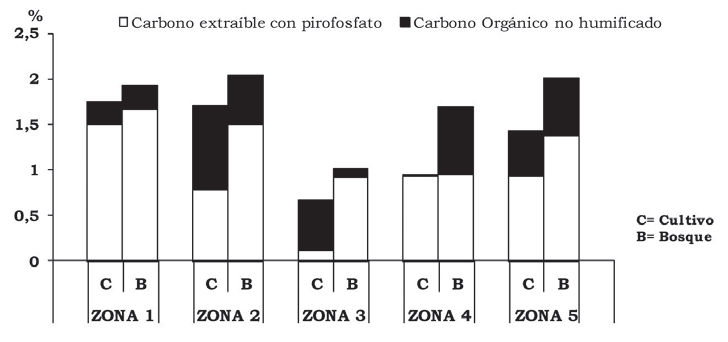 %
Carbono extraíble con pirofosfato
Carbono Orgánico no humificado
2,5
2
1,5
1
0,5
0
C= Cultivo
B= Bosque
C B C B C B C B C B
ZONA 1 ZONA 2 ZONA 3 ZONA 4 ZONA 5